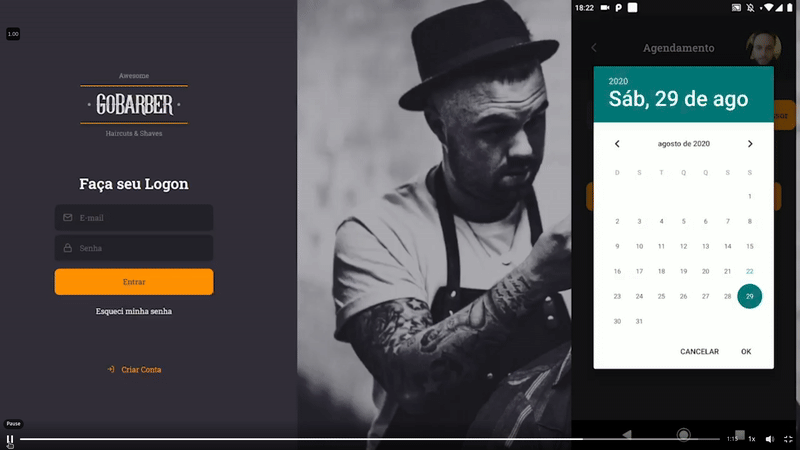 1.00
Awesome
GOBARBER
Haircuts & Shaves
Faça seu Logon
E-mail
Senha
Entrar
Esqueci minha senha
Criar Conta
Pause
18:22
Agendamento
2020
Sáb, 29 de ago
agosto de 2020
D S T Q Q S S
1
2 3 4 5 6 7 8
9 10 11 12 13 14 15
16 17 18 19 20 21 22
23 24 25 26 27 28 29
30 31
CANCELAR OK
1:15 1x